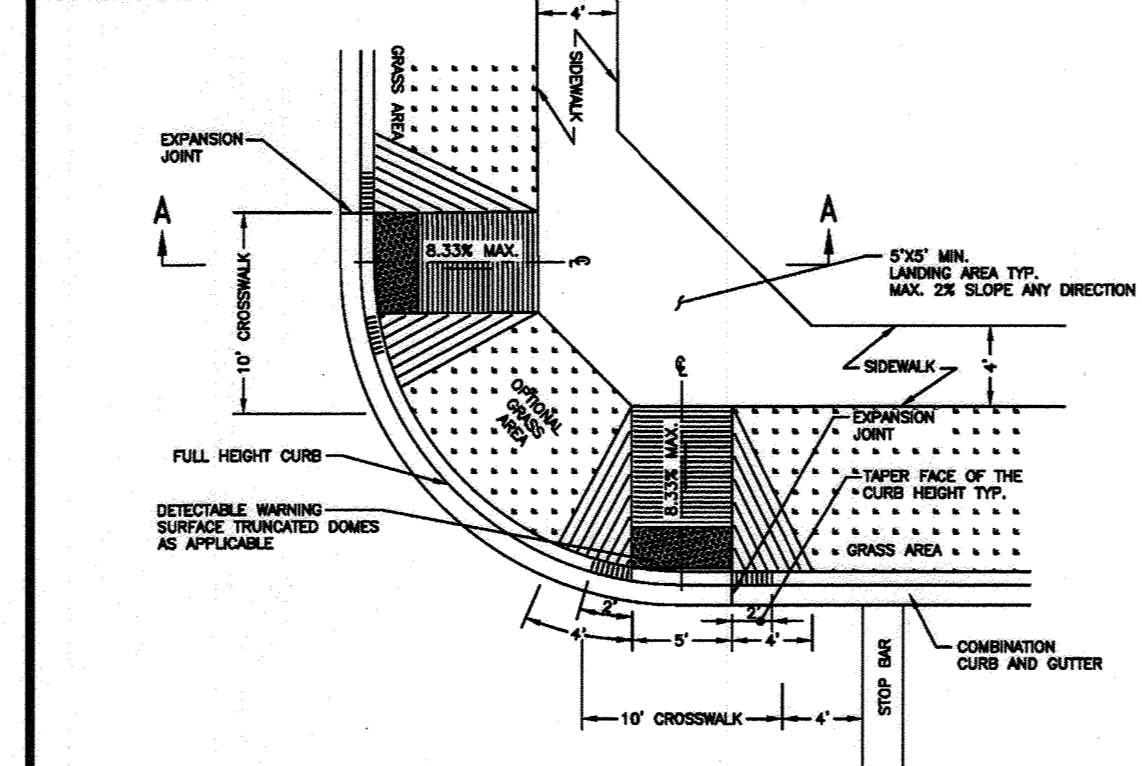 4'
GRASS AREA
SIDEWALK
EXPANSION
JOINT
A
A
8.33% MAX.
℄
5'X5' MIN.
LANDING AREA TYP.
MAX. 2% SLOPE ANY DIRECTION
10' CROSSWALK
SIDEWALK
4'
℄
OPTIONAL
GRASS
AREA
8.33% MAX.
EXPANSION
JOINT
FULL HEIGHT CURB
TAPER FACE OF THE
CURB HEIGHT TYP.
DETECTABLE WARNING
SURFACE TRUNCATED DOMES
AS APPLICABLE
GRASS AREA
2'
2'
4'
5'
4'
COMBINATION
CURB AND GUTTER
STOP BAR
10' CROSSWALK
4'